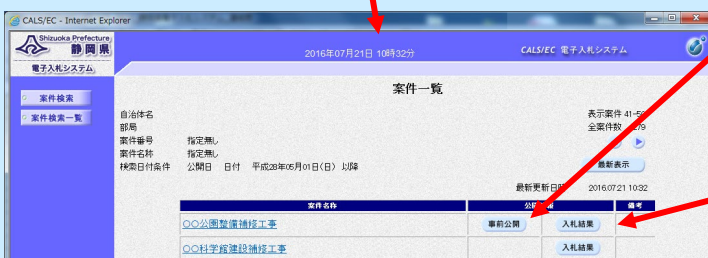 CALS/EC - Internet Explorer
Shizuoka Prefecture
静岡県
電子入札システム
2016年07月21日 10時32分
CALS/EC 電子入札システム
案件検索
案件検索一覧
案件一覧
自治体名
部局
案件番号 指定無し
案件名称 指定無し
検索日付条件 公開日 日付 平成28年05月01日(日) 以降
表示案件 41-50
全案件数
最新表示
最新更新日時 2016.07.21 10:32
案件名称 備考
〇〇公園整備補修工事 事前公開 入札結果
〇〇科学館建設補修工事 入札結果